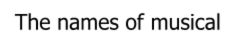 The names of musical